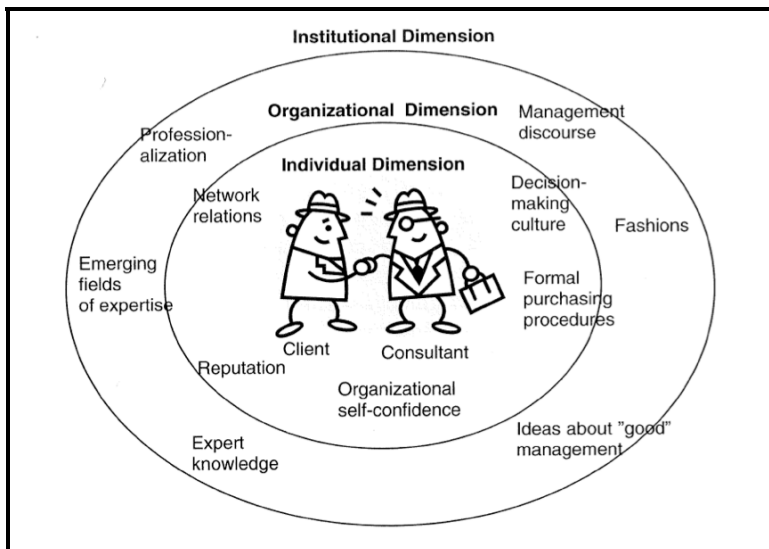 Institutional Dimension
Organizational Dimension
Management
discourse
Profession-
alization
Individual Dimension
Network
relations
Decision-
making
culture
Fashions
Emerging
fields
of expertise
Formal
purchasing
procedures
Client
Consultant
Reputation
Organizational
self-confidence
Expert
knowledge
Ideas about ”good”
management